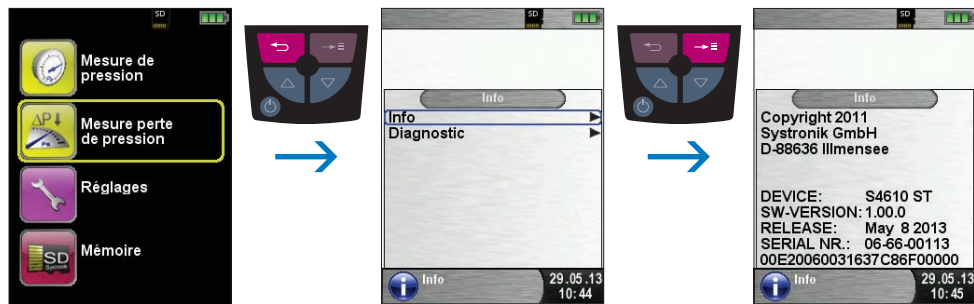 SD
Mesure de
pression
ΔP↓
Pa
Mesure perte
de pression
Réglages
SD
Mémoire
SD
Info
Info
Diagnostic
Info
29.05.13
10:44
SD
Info
Copyright 2011
Systronik GmbH
D-88636 Illmensee
DEVICE: S4610 ST
SW-VERSION: 1.00.0
RELEASE: May 8 2013
SERIAL NR.: 06-66-00113
00E20060031637C86F00000
Info
29.05.13
10:45